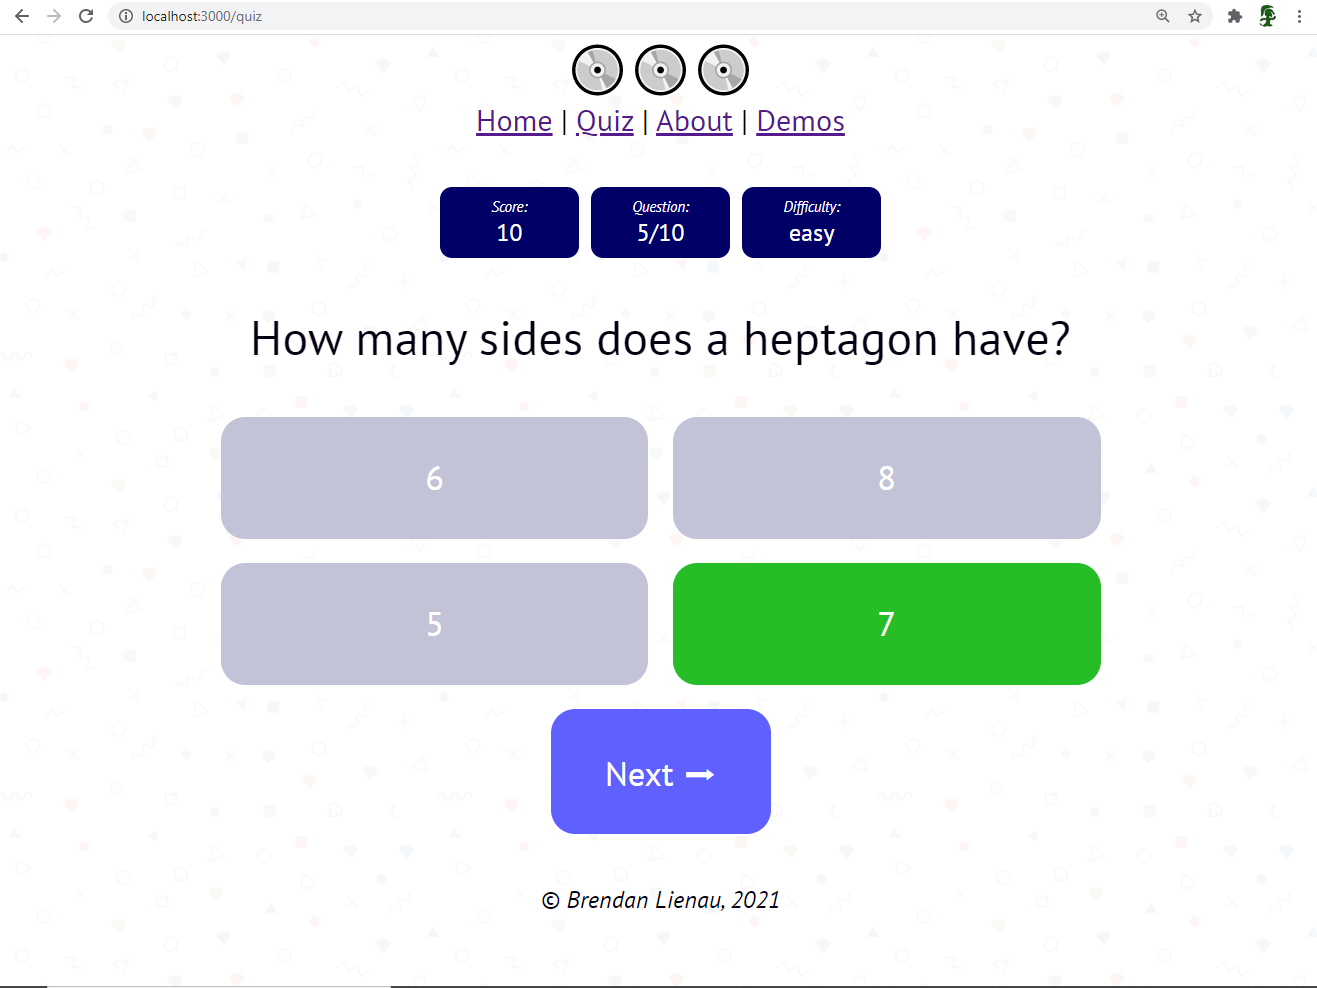 localhost:3000/quiz
Home | Quiz | About | Demos
Score: Question: Difficulty:
10 5/10 easy
How many sides does a heptagon have?
6 8
5 7
Next ➞
© Brendan Lienau, 2021